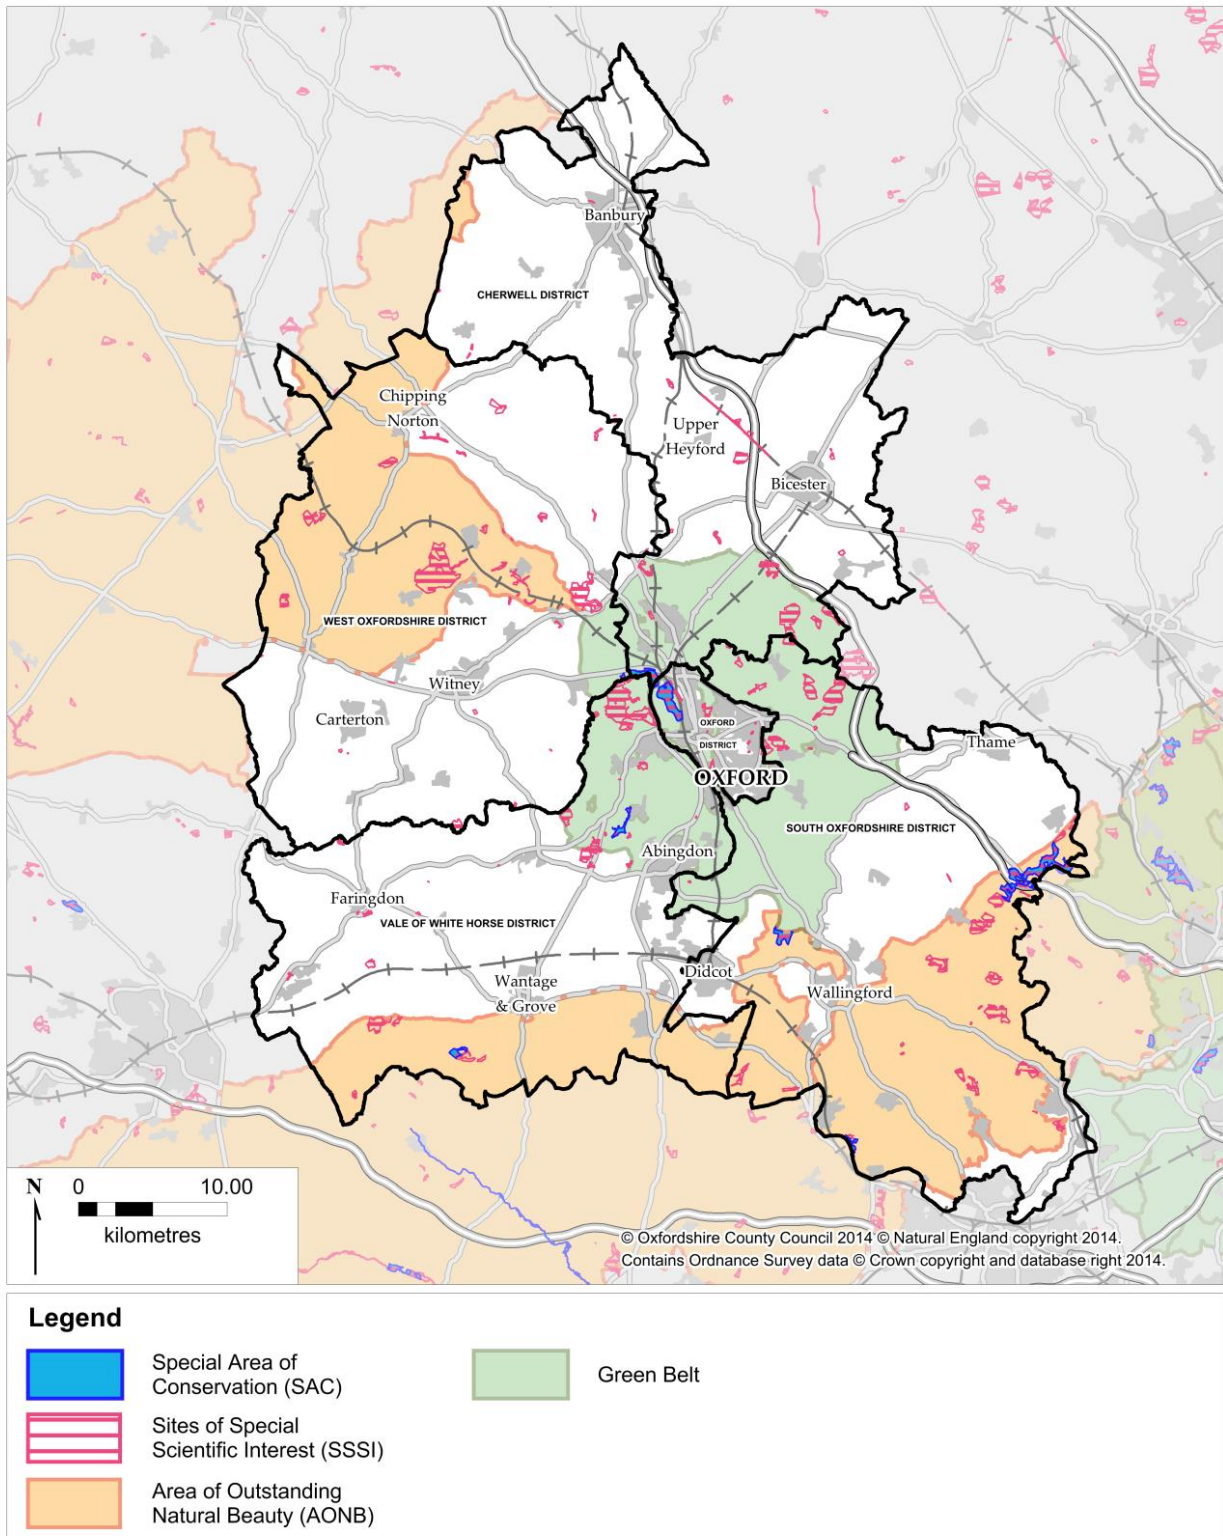 Banbury
CHERWELL DISTRICT
Chipping
Norton
Upper
Heyford
Bicester
WEST OXFORDSHIRE DISTRICT
Witney
Carterton
OXFORD
DISTRICT
OXFORD
Thame
SOUTH OXFORDSHIRE DISTRICT
Abingdon
Faringdon
VALE OF WHITE HORSE DISTRICT
Didcot
Wantage
& Grove
Wallingford
N
0 10.00
kilometres
© Oxfordshire County Council 2014 © Natural England copyright 2014.
Contains Ordnance Survey data © Crown copyright and database right 2014.
Legend
Special Area of
Conservation (SAC)
Green Belt
Sites of Special
Scientific Interest (SSSI)
Area of Outstanding
Natural Beauty (AONB)